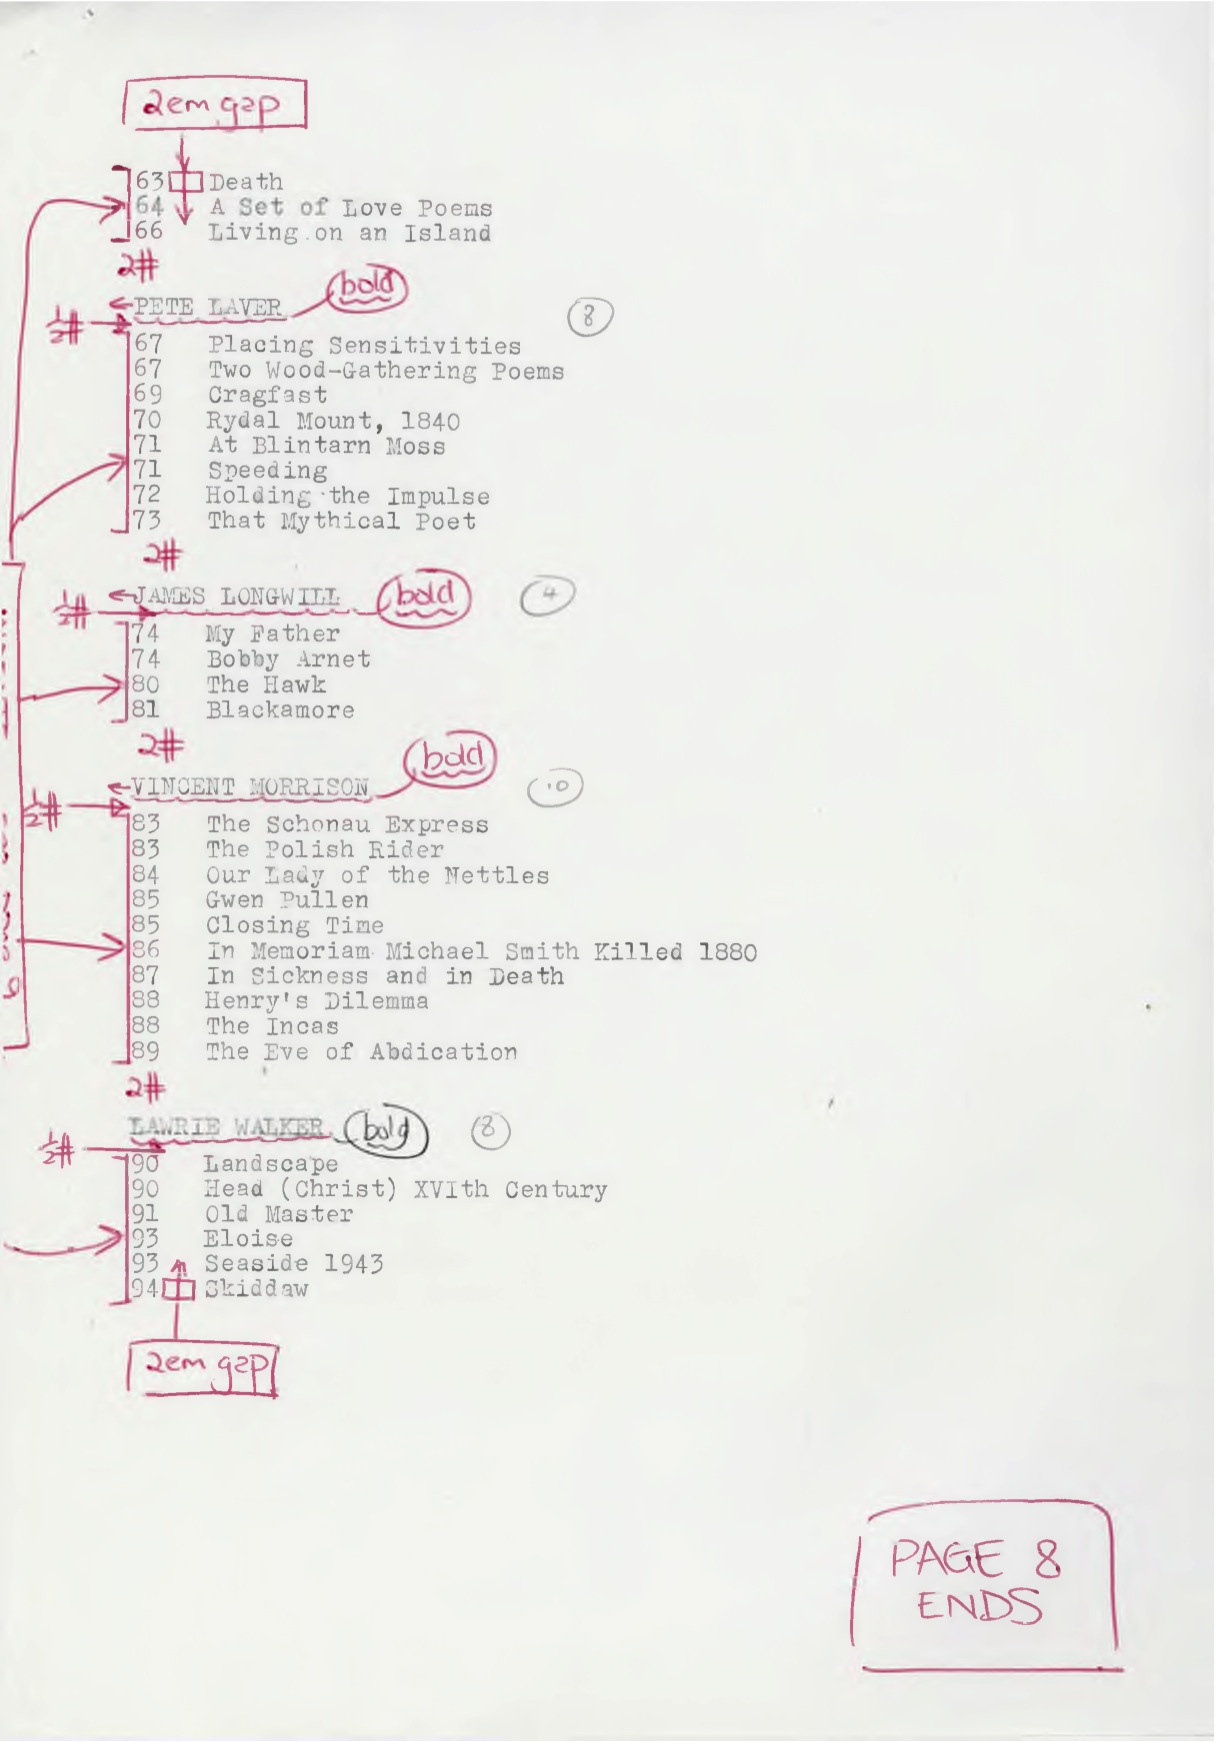 2em gap
63 Death
64 A Set of Love Poems
66 Living on an Island
2#
bold
½# PETE LAVER 8
67 Placing Sensitivities
67 Two Wood-Gathering Poems
69 Cragfast
70 Rydal Mount, 1840
71 At Blintarn Moss
71 Speeding
72 Holding the Impulse
73 That Mythical Poet
2#
½# JAMES LONGWILL bold 4
74 My Father
74 Bobby Arnet
80 The Hawk
81 Blackamore
2#
bold
½# VINCENT MORRISON 10
83 The Schonau Express
83 The Polish Rider
84 Our Lady of the Nettles
85 Gwen Pullen
85 Closing Time
86 In Memoriam Michael Smith Killed 1880
87 In Sickness and in Death
88 Henry's Dilemma
88 The Incas
89 The Eve of Abdication
2#
LAWRIE WALKER bold 8
½#
90 Landscape
90 Head (Christ) XVIth Century
91 Old Master
93 Eloise
93 Seaside 1943
94 Skiddaw
2em gap
PAGE 8
ENDS